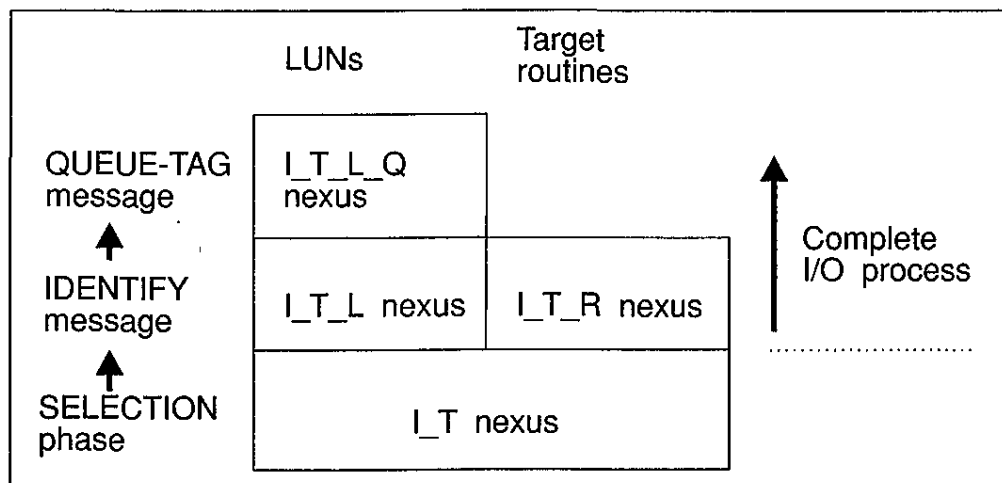 LUNs
Target
routines
QUEUE-TAG
message
I_T_L_Q
nexus
IDENTIFY
message
I_T_L nexus
I_T_R nexus
Complete
I/O process
SELECTION
phase
I_T nexus